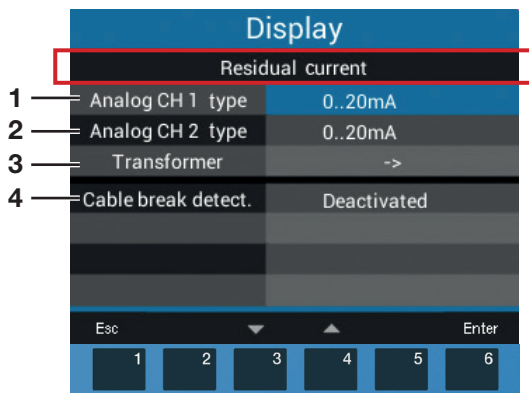 Display
Residual current
1 Analog CH 1 type 0..20mA
2 Analog CH 2 type 0..20mA
3 Transformer ->
4 Cable break detect. Deactivated
Esc Enter
1 2 3 4 5 6